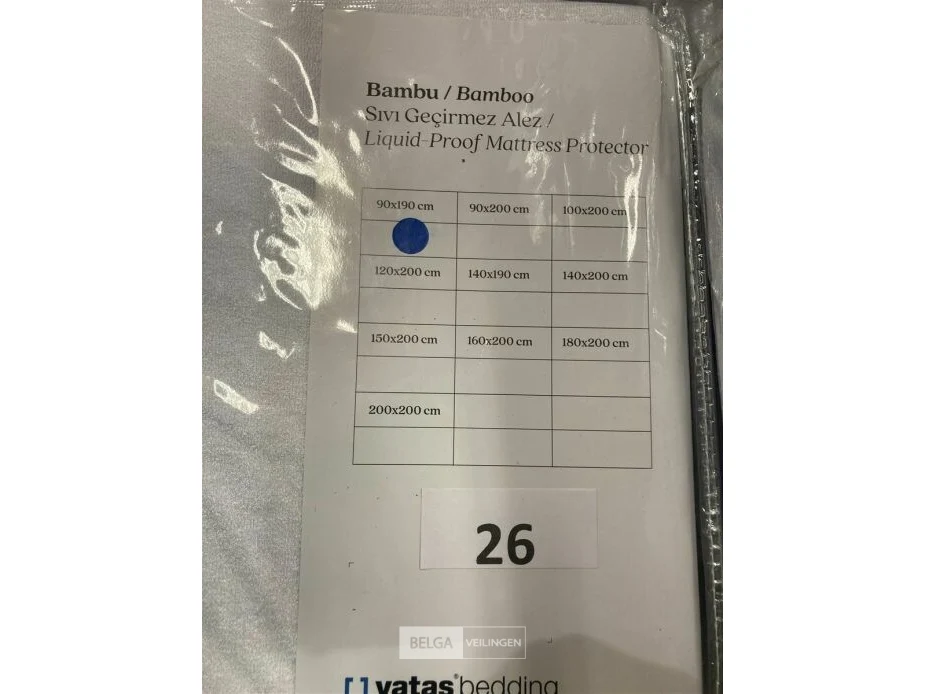 Bambu / Bamboo
Sıvı Geçirmez Alez /
Liquid-Proof Mattress Protector
90x190 cm 90x200 cm 100x200 cm
120x200 cm 140x190 cm 140x200 cm
150x200 cm 160x200 cm 180x200 cm
200x200 cm
26
BELGA VEILINGEN
yatas bedding